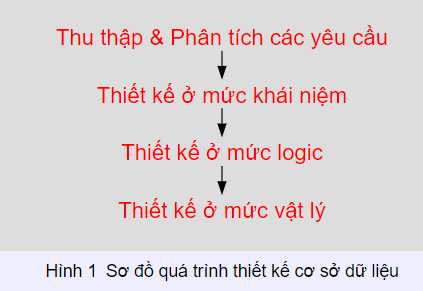 Thu thập & Phân tích các yêu cầu
Thiết kế ở mức khái niệm
Thiết kế ở mức logic
Thiết kế ở mức vật lý
Hình 1 Sơ đồ quá trình thiết kế cơ sở dữ liệu